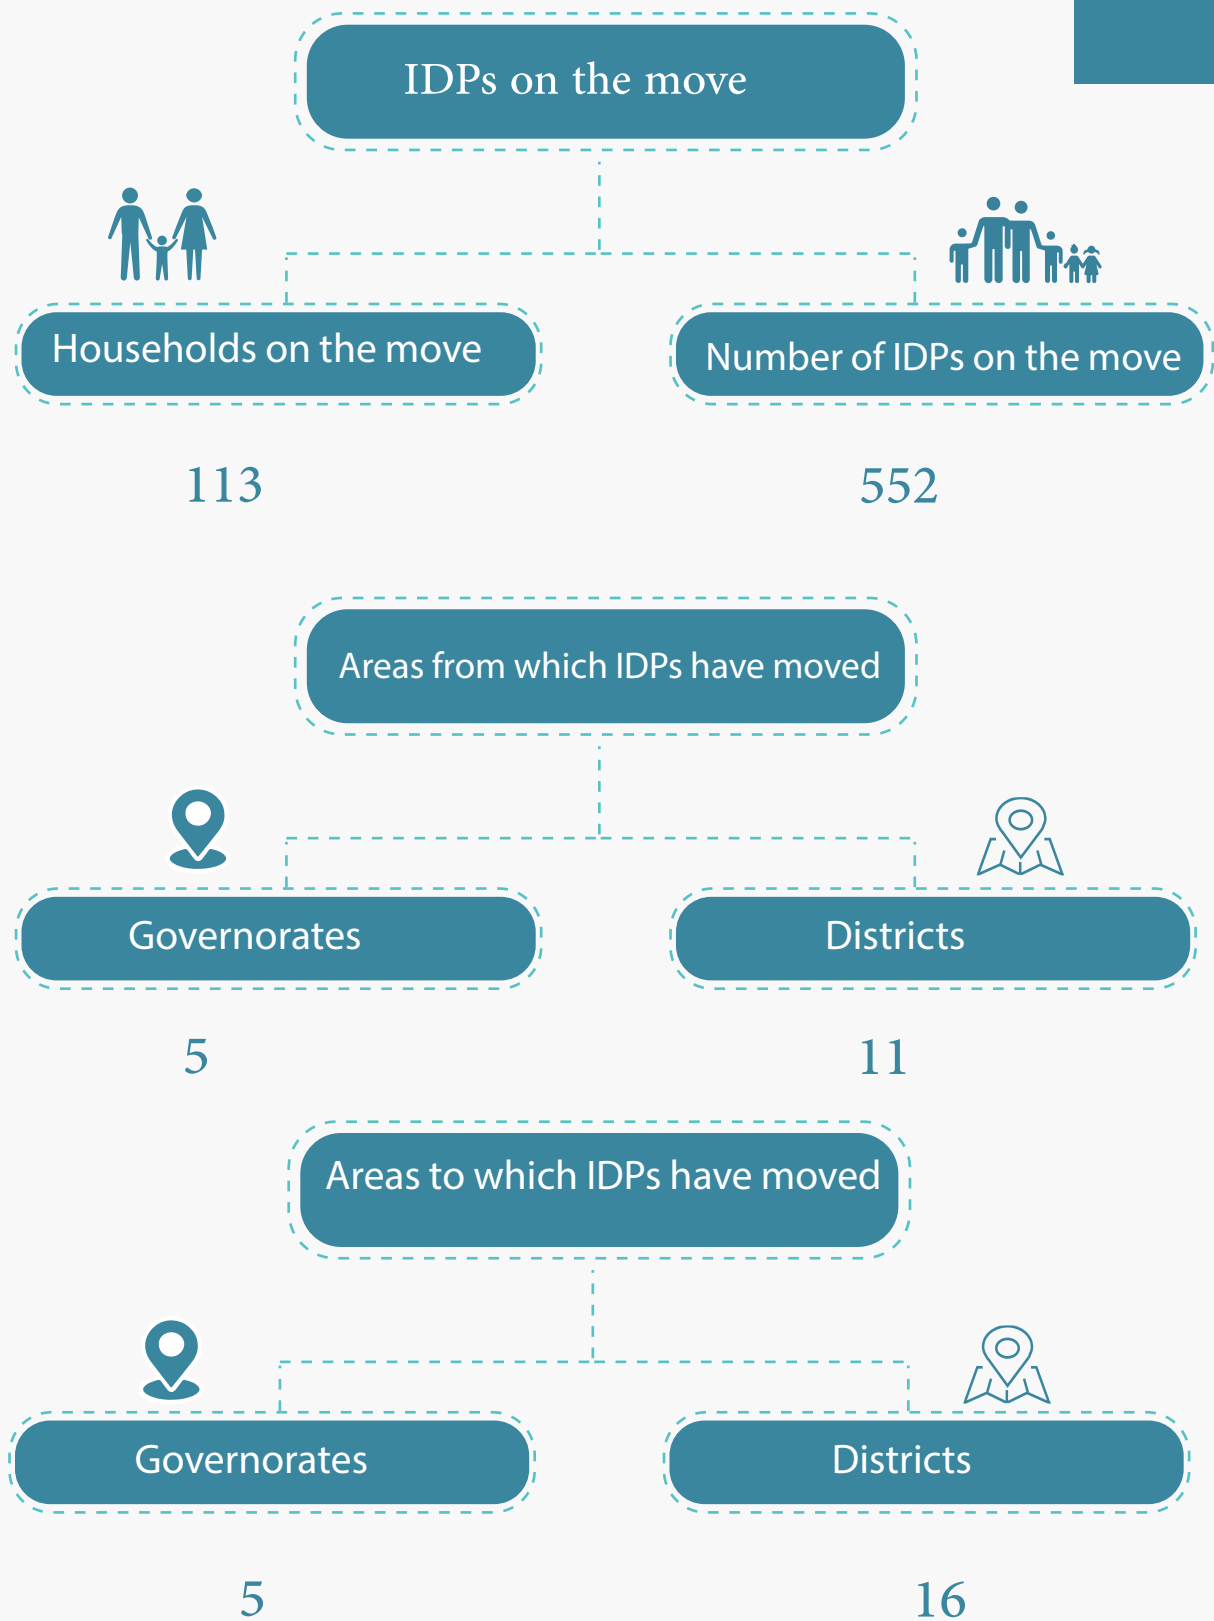 IDPs on the move
Households on the move
Number of IDPs on the move
113
552
Areas from which IDPs have moved
Governorates
Districts
5
11
Areas to which IDPs have moved
Governorates
Districts
5
16